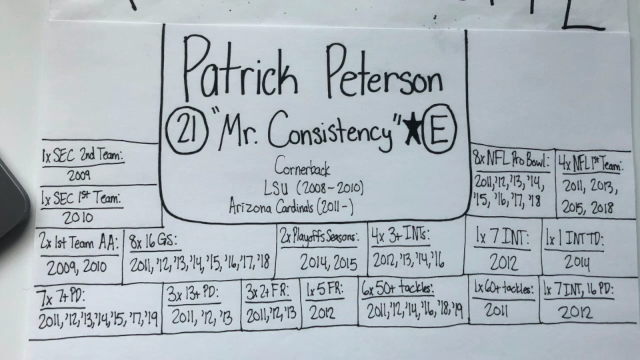 Patrick Peterson
21 "Mr. Consistency" ★ E
Cornerback
LSU (2008-2010)
Arizona Cardinals (2011-)
1x SEC 2nd Team:
2009
1x SEC 1st Team:
2010
8x NFL Pro Bowl:
2011,'12,'13,'14,
'15,'16,'17,'18
4x NFL 1st Team:
2011, 2013,
2015, 2018
2x 1st Team AA:
2009, 2010
8x 16 GS:
2011,'12,'13,'14,'15,'16,'17,'18
2x Playoffs Seasons:
2014, 2015
4x 3+ INTs:
2012,'13,'14,'16
1x 7 INT:
2012
1x 1 INT TD:
2014
7x 7+ PD:
2011,'12,'13,'14,'15,'17,'19
3x 13+ PD:
2011,'12,'13
3x 2+ FR:
2011,'12,'13
1x 5 FR:
2012
6x 50+ tackles:
2011,'12,'14,'16,'18,'19
1x 60+ tackles:
2011
1x 7 INT, 16 PD:
2012